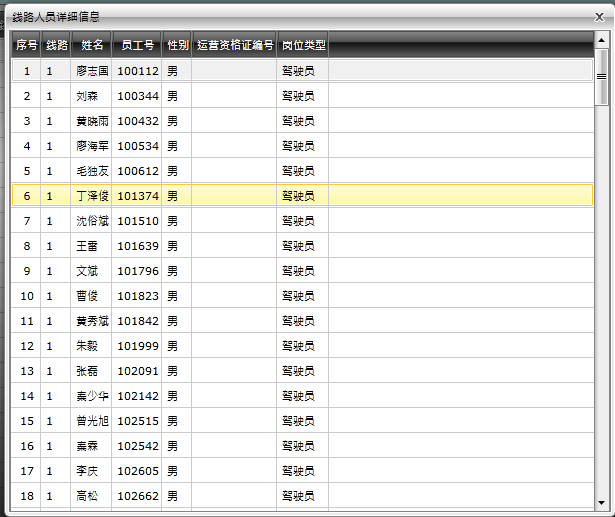 线路人员详细信息
序号 线路 姓名 员工号 性别 运营资格证编号 岗位类型
1 1 廖志国 100112 男 驾驶员
2 1 刘森 100344 男 驾驶员
3 1 黄晓雨 100432 男 驾驶员
4 1 廖海军 100534 男 驾驶员
5 1 毛独友 100612 男 驾驶员
6 1 丁泽俊 101374 男 驾驶员
7 1 沈俗斌 101510 男 驾驶员
8 1 王雷 101639 男 驾驶员
9 1 文斌 101796 男 驾驶员
10 1 曹俊 101823 男 驾驶员
11 1 黄秀斌 101842 男 驾驶员
12 1 朱毅 101999 男 驾驶员
13 1 张磊 102091 男 驾驶员
14 1 秦少华 102142 男 驾驶员
15 1 曾光旭 102515 男 驾驶员
16 1 秦霖 102542 男 驾驶员
17 1 李庆 102605 男 驾驶员
18 1 高松 102662 男 驾驶员